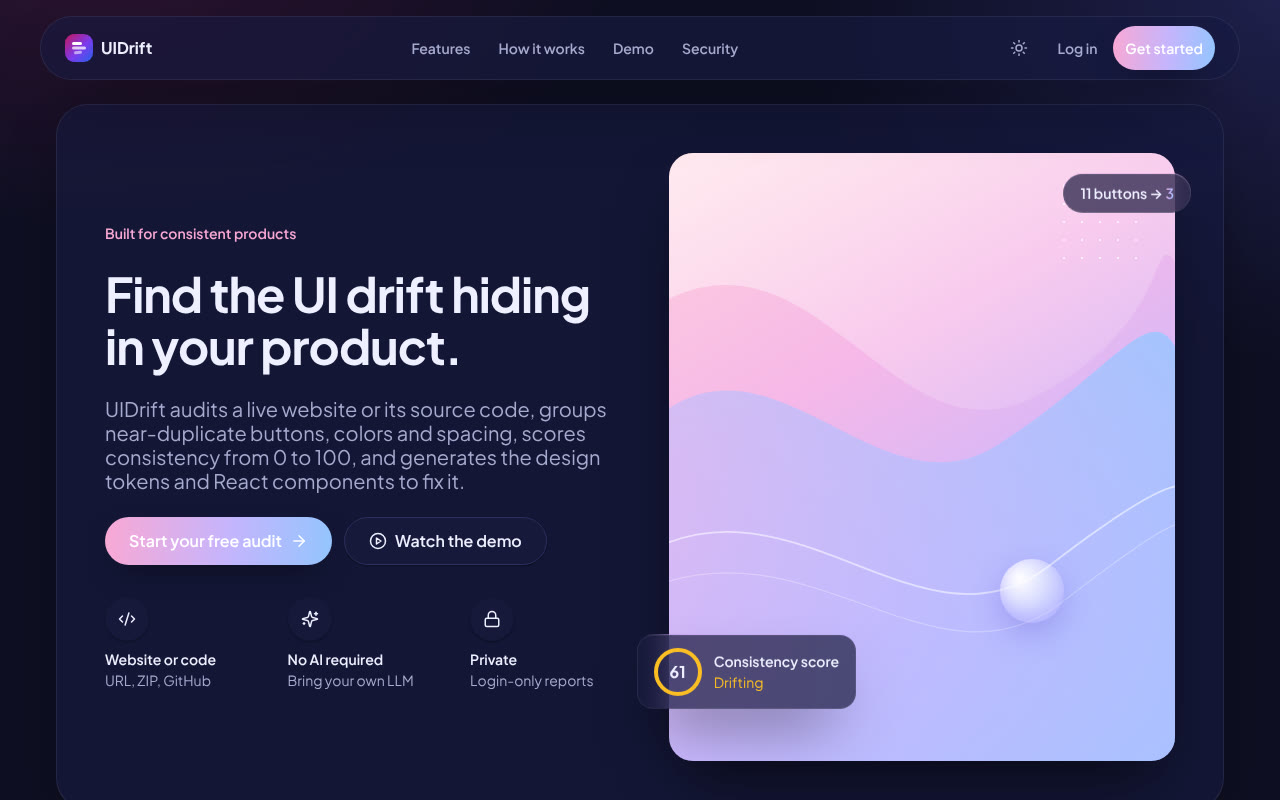 UIDrift
Features
How it works
Demo
Security
Log in
Get started
Built for consistent products
Find the UI drift hiding
in your product.
UIDrift audits a live website or its source code, groups
near-duplicate buttons, colors and spacing, scores
consistency from 0 to 100, and generates the design
tokens and React components to fix it.
Start your free audit →
Watch the demo
Website or code
URL, ZIP, GitHub
No AI required
Bring your own LLM
Private
Login-only reports
11 buttons → 3
61
Consistency score
Drifting